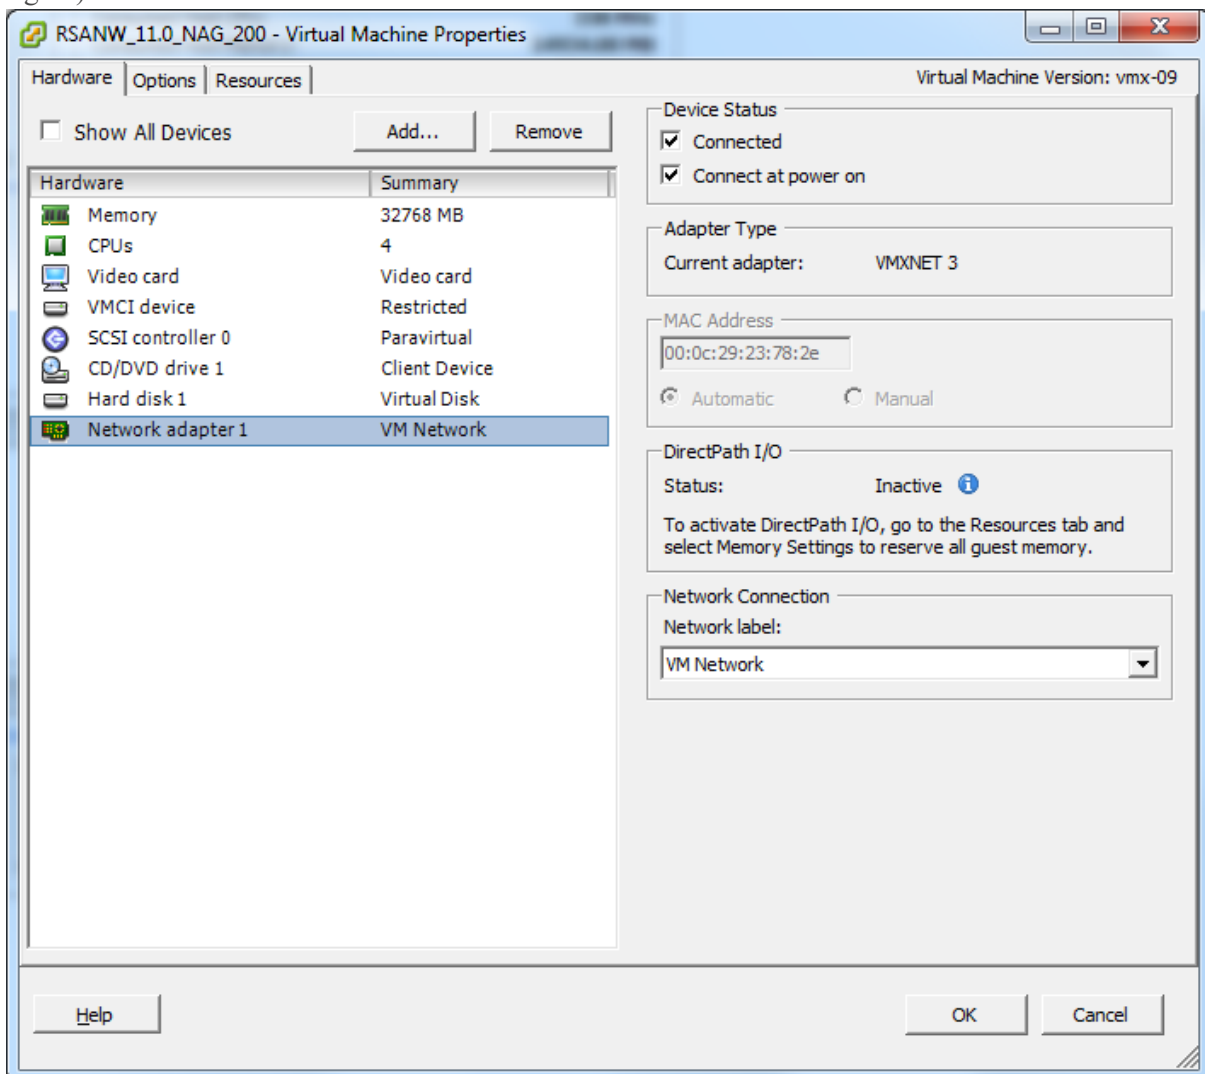 RSANW_11.0_NAG_200 - Virtual Machine Properties
Hardware Options Resources Virtual Machine Version: vmx-09
Show All Devices Add... Remove
Hardware Summary
Memory 32768 MB
CPUs 4
Video card Video card
VMCI device Restricted
SCSI controller 0 Paravirtual
CD/DVD drive 1 Client Device
Hard disk 1 Virtual Disk
Network adapter 1 VM Network
Device Status
Connected
Connect at power on
Adapter Type
Current adapter: VMXNET 3
MAC Address
00:0c:29:23:78:2e
Automatic Manual
DirectPath I/O
Status: Inactive
To activate DirectPath I/O, go to the Resources tab and
select Memory Settings to reserve all guest memory.
Network Connection
Network label:
VM Network
Help OK Cancel